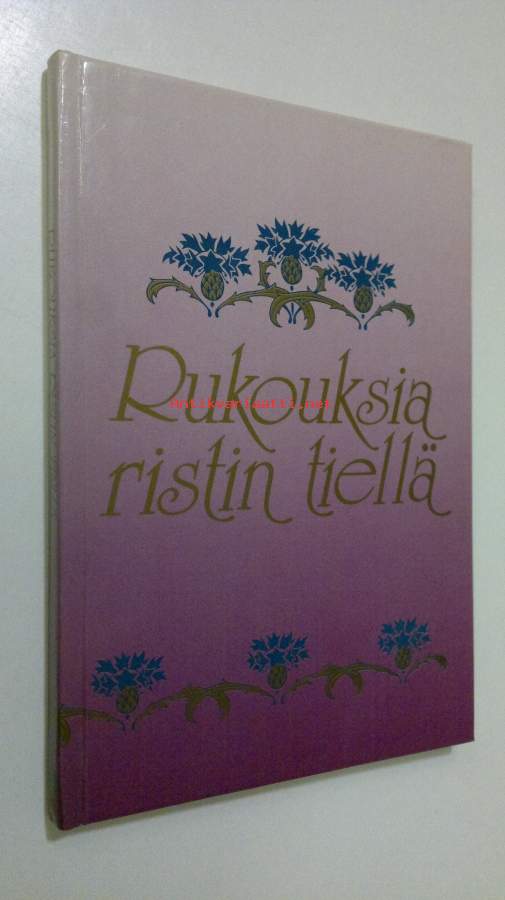 Rukouksia
Antikvariaatti.net
ristin tiellä